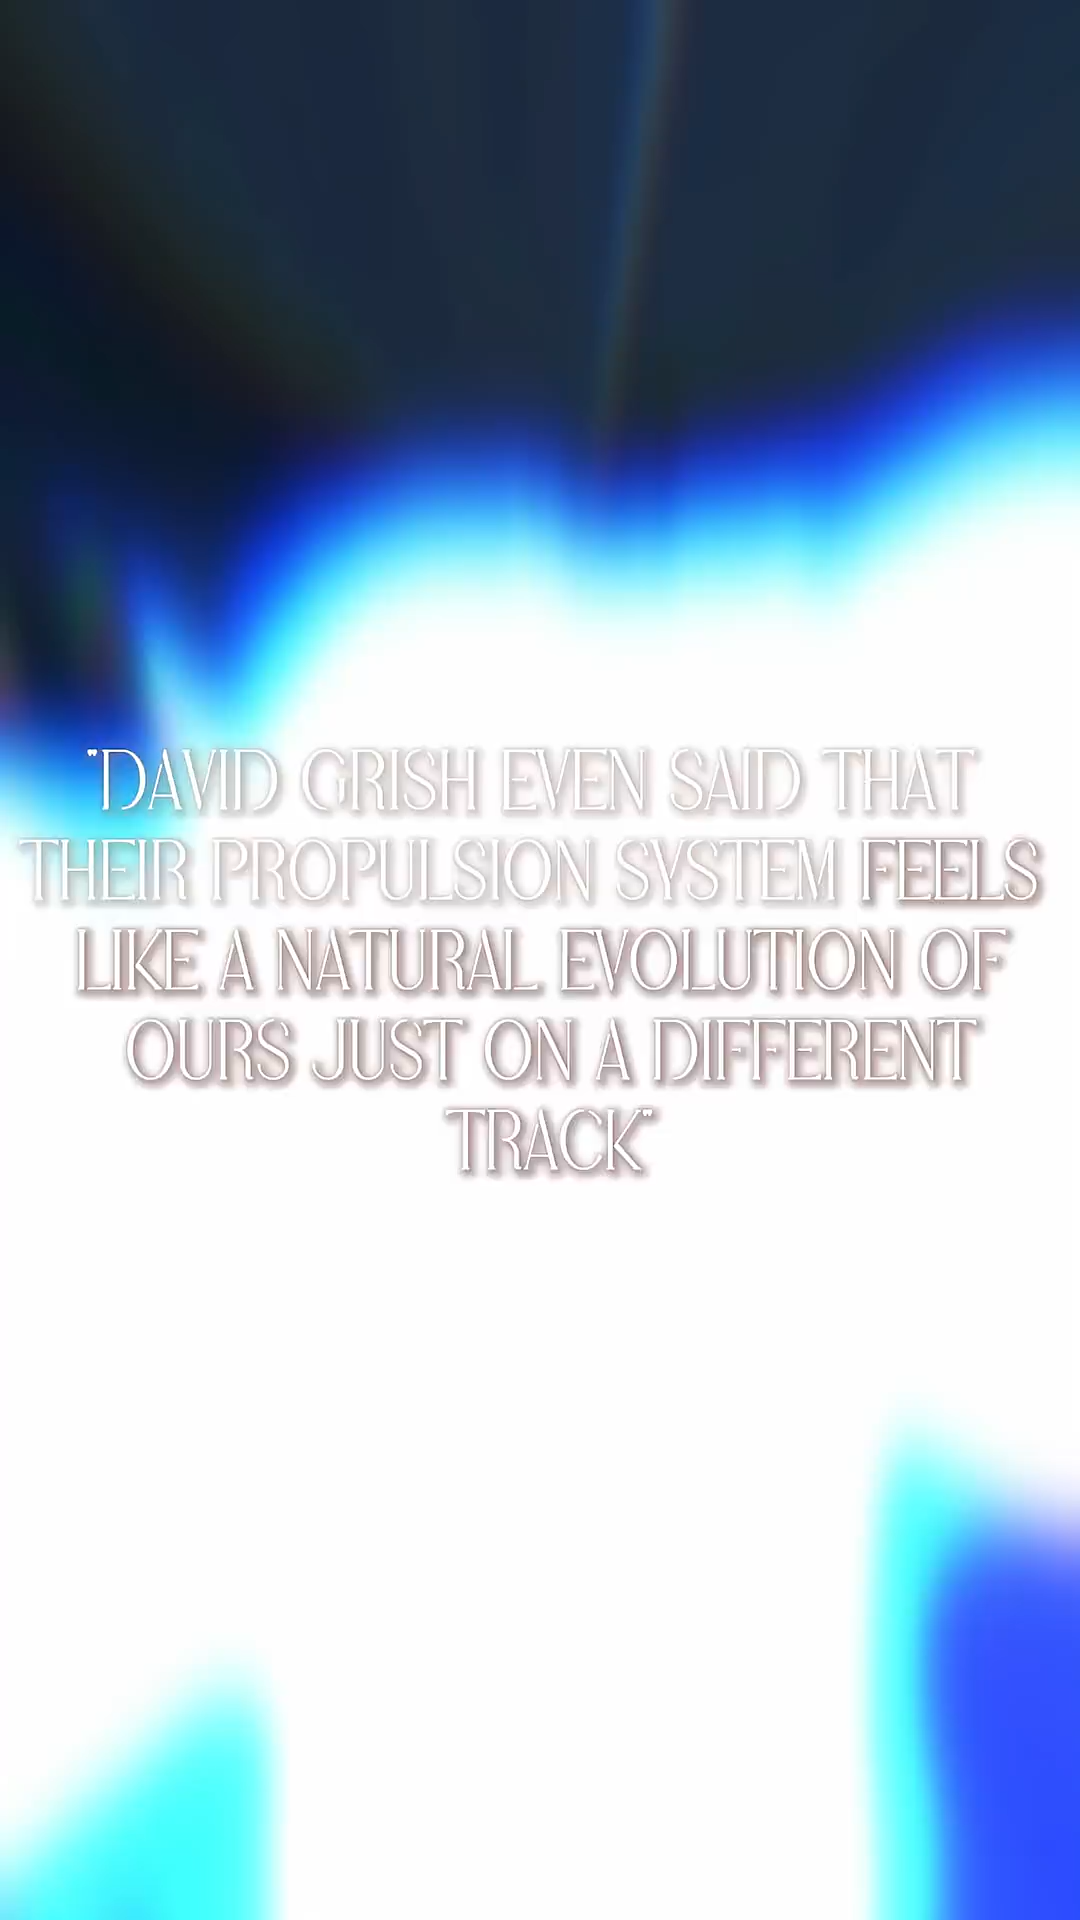 "DAVID GRISH EVEN SAID THAT
THEIR PROPULSION SYSTEM FEELS
LIKE A NATURAL EVOLUTION OF
OURS JUST ON A DIFFERENT
TRACK"